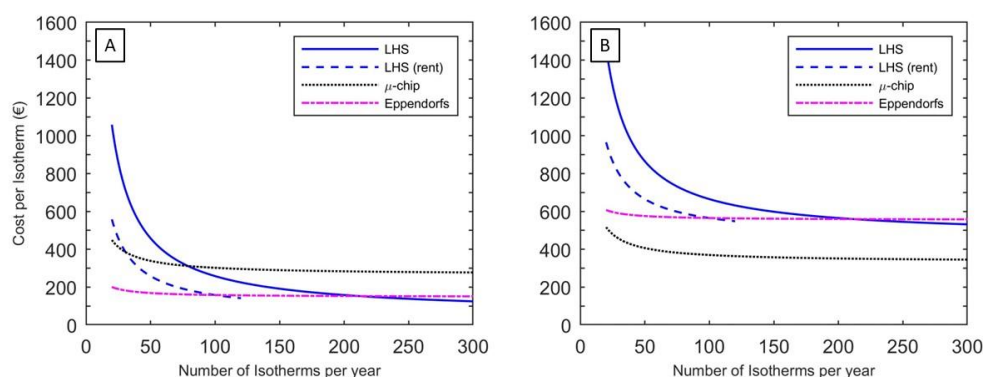 A
1600
1400
1200
1000
800
600
400
200
0
Cost per Isotherm (€)
0 50 100 150 200 250 300
Number of Isotherms per year
LHS
LHS (rent)
μ-chip
Eppendorfs
B
1600
1400
1200
1000
800
600
400
200
0
0 50 100 150 200 250 300
Number of Isotherms per year
LHS
LHS (rent)
μ-chip
Eppendorfs